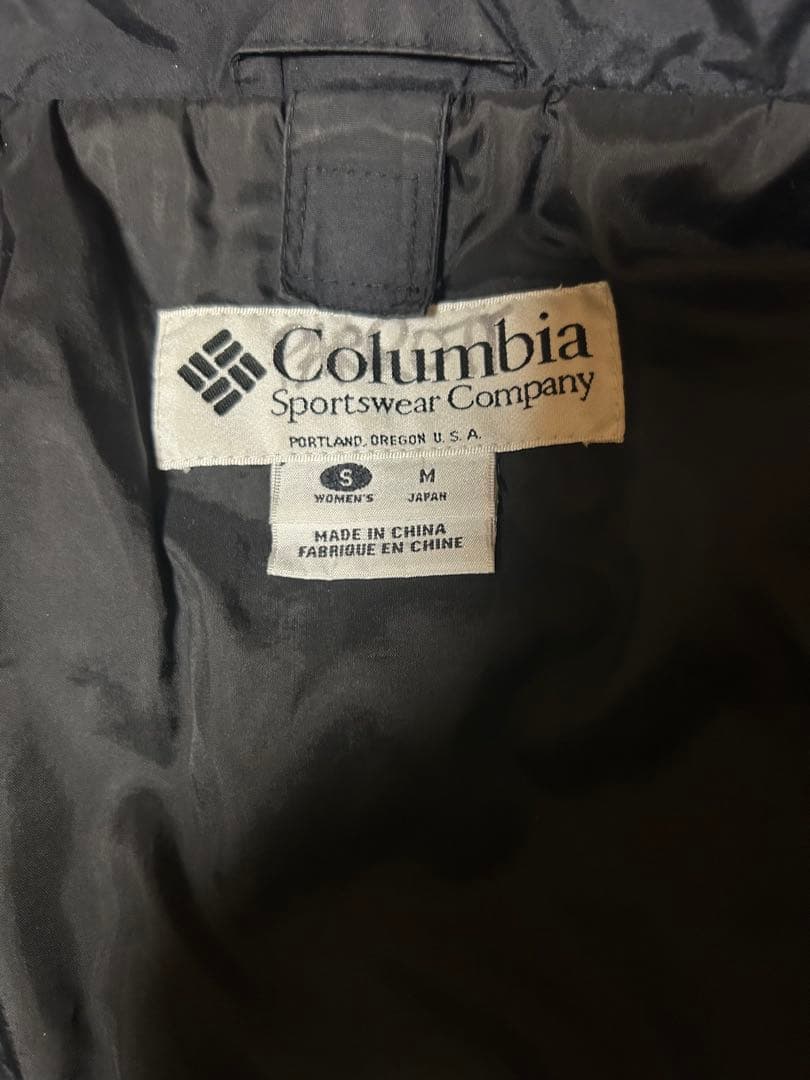 Columbia
Sportswear Company
PORTLAND, OREGON U.S.A.
S M
WOMEN'S JAPAN
MADE IN CHINA
FABRIQUE EN CHINE